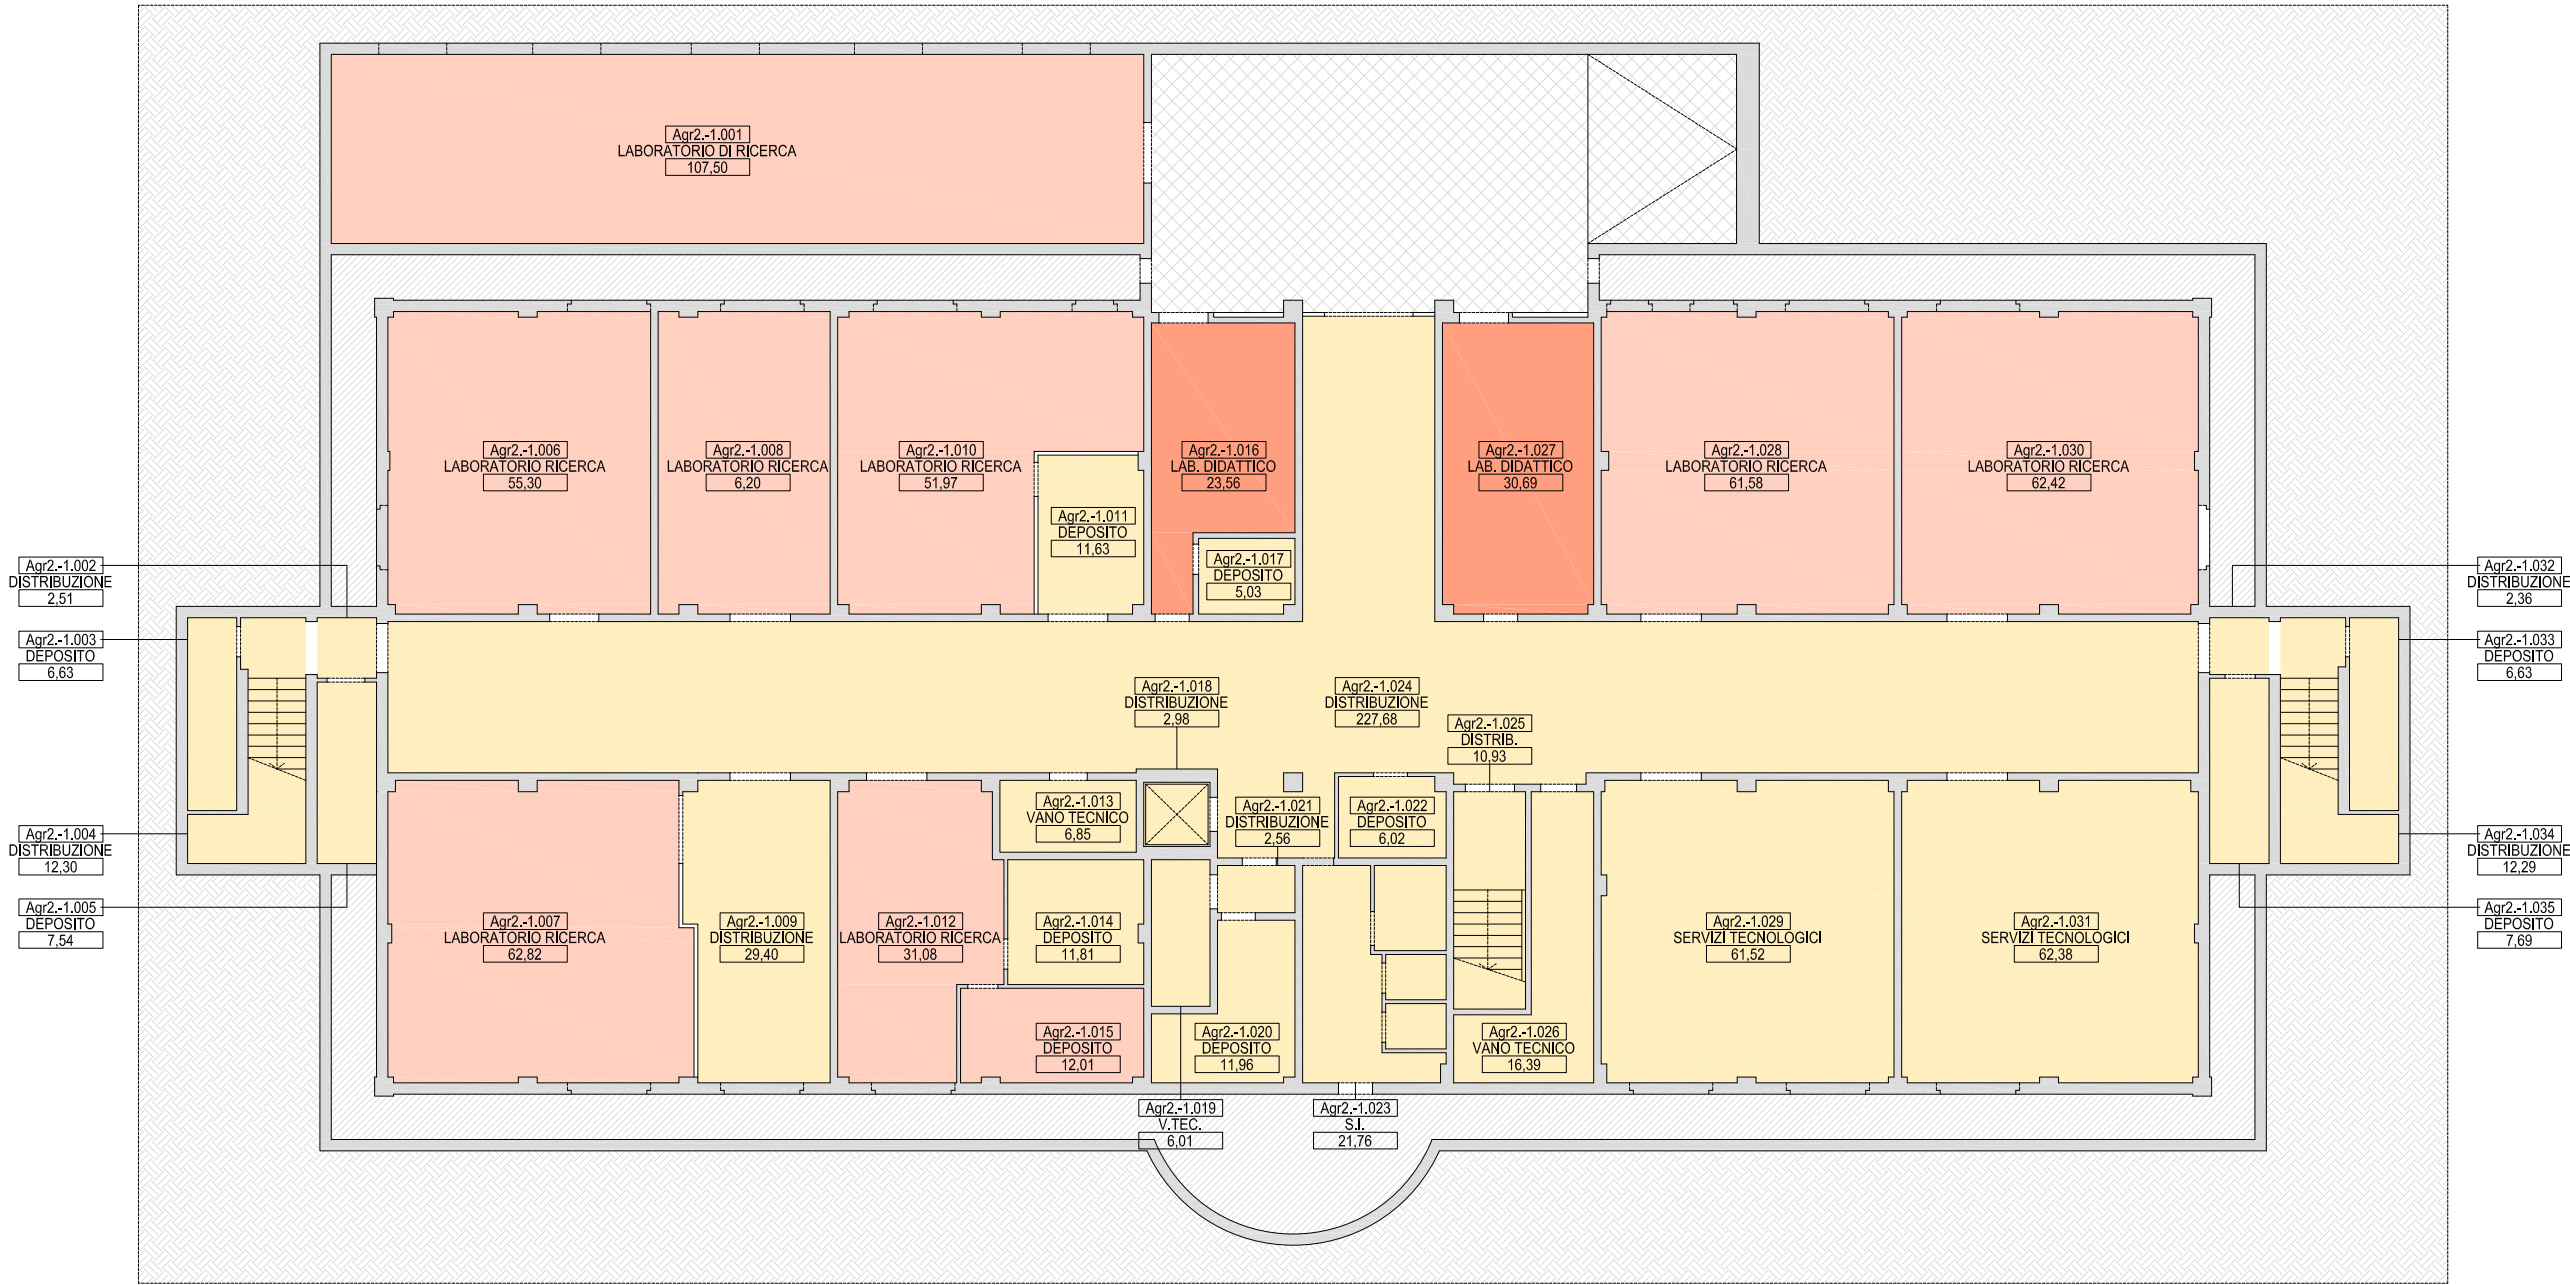 Agr2.-1.001
LABORATORIO DI RICERCA
107,50
Agr2.-1.006
LABORATORIO RICERCA
55,30
Agr2.-1.008
LABORATORIO RICERCA
6,20
Agr2.-1.010
LABORATORIO RICERCA
51,97
Agr2.-1.016
LAB. DIDATTICO
23,56
Agr2.-1.027
LAB. DIDATTICO
30,69
Agr2.-1.028
LABORATORIO RICERCA
61,58
Agr2.-1.030
LABORATORIO RICERCA
62,42
Agr2.-1.011
DEPOSITO
11,63
Agr2.-1.017
DEPOSITO
5,03
Agr2.-1.002
DISTRIBUZIONE
2,51
Agr2.-1.032
DISTRIBUZIONE
2,36
Agr2.-1.003
DEPOSITO
6,63
Agr2.-1.033
DEPOSITO
6,63
Agr2.-1.018
DISTRIBUZIONE
2,98
Agr2.-1.024
DISTRIBUZIONE
227,68
Agr2.-1.025
DISTRIB.
10,93
Agr2.-1.013
VANO TECNICO
6,85
Agr2.-1.021
DISTRIBUZIONE
2,56
Agr2.-1.022
DEPOSITO
6,02
Agr2.-1.004
DISTRIBUZIONE
12,30
Agr2.-1.034
DISTRIBUZIONE
12,29
Agr2.-1.005
DEPOSITO
7,54
Agr2.-1.007
LABORATORIO RICERCA
62,82
Agr2.-1.009
DISTRIBUZIONE
29,40
Agr2.-1.012
LABORATORIO RICERCA
31,08
Agr2.-1.014
DEPOSITO
11,81
Agr2.-1.029
SERVIZI TECNOLOGICI
61,52
Agr2.-1.031
SERVIZI TECNOLOGICI
62,38
Agr2.-1.035
DEPOSITO
7,69
Agr2.-1.015
DEPOSITO
12,01
Agr2.-1.020
DEPOSITO
11,96
Agr2.-1.026
VANO TECNICO
16,39
Agr2.-1.019
V.TEC.
6,01
Agr2.-1.023
S.I.
21,76